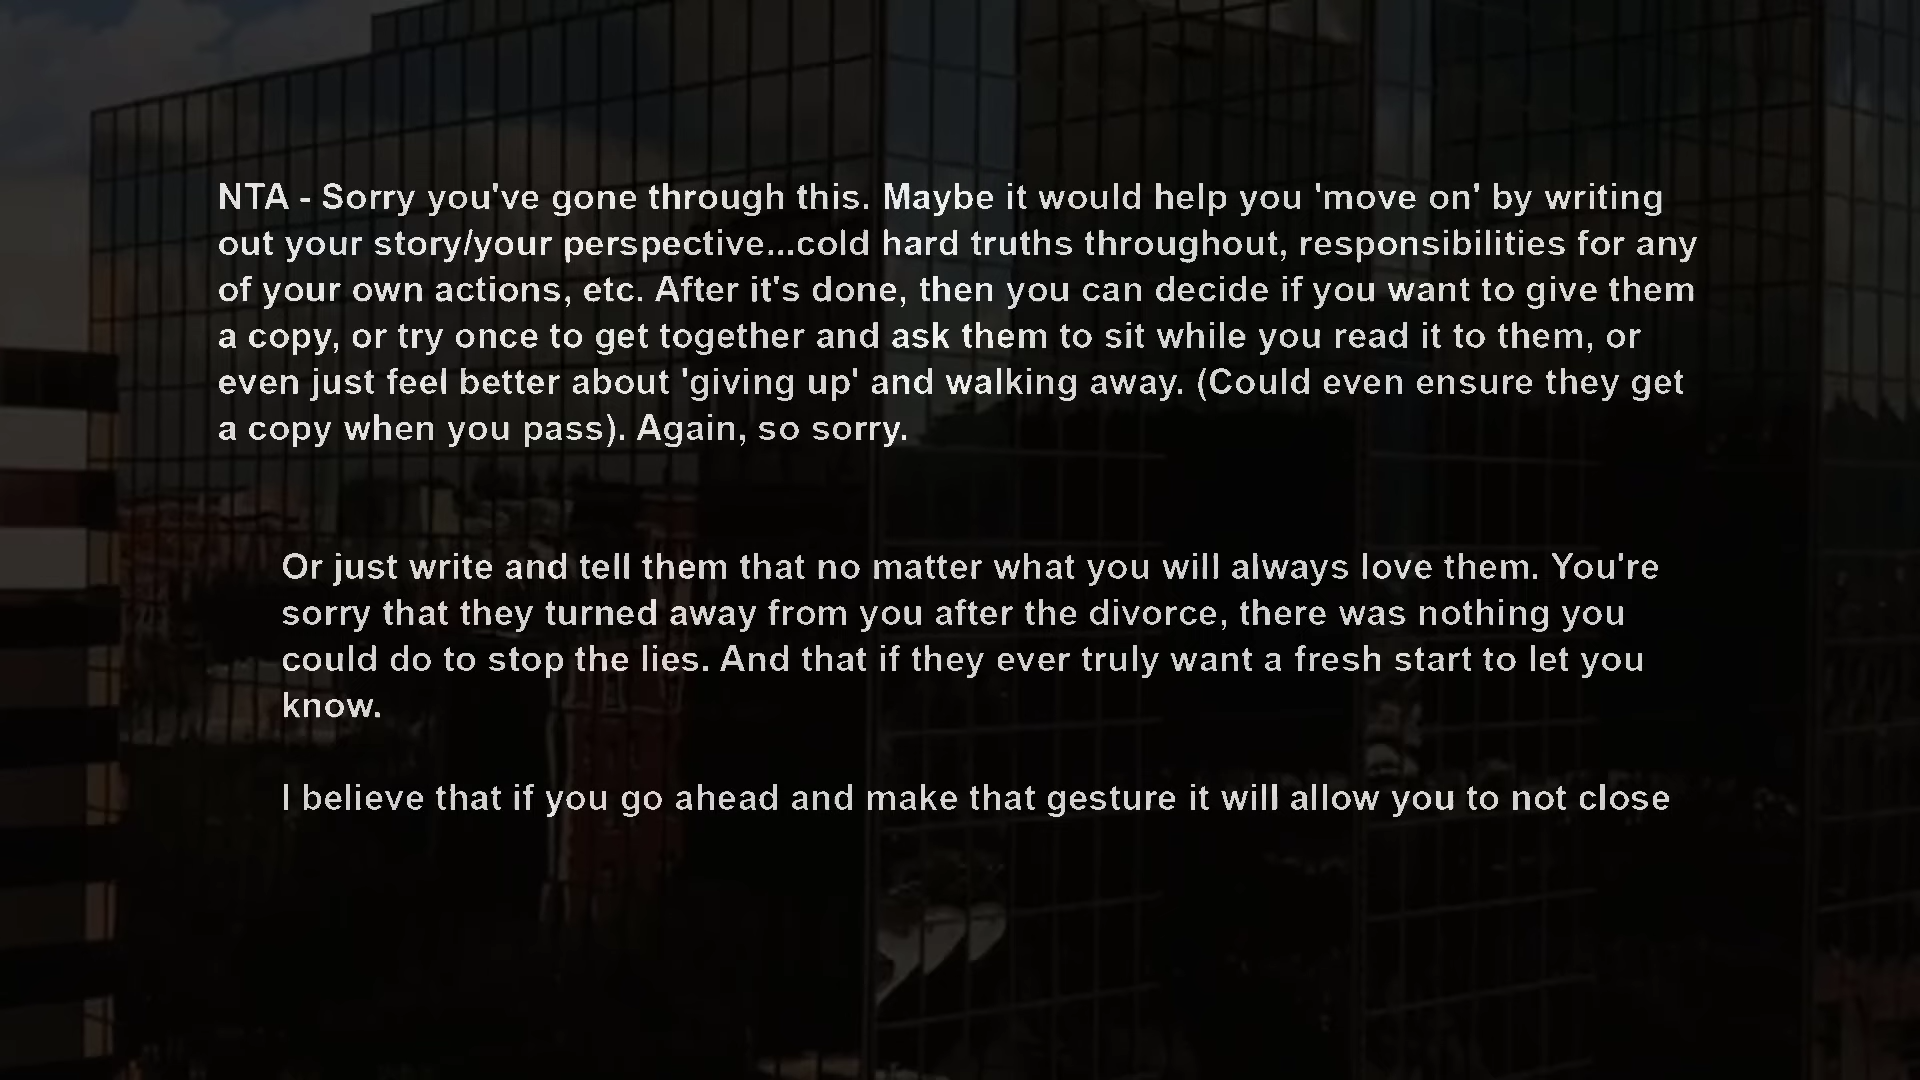 NTA - Sorry you've gone through this. Maybe it would help you 'move on' by writing
out your story/your perspective...cold hard truths throughout, responsibilities for any
of your own actions, etc. After it's done, then you can decide if you want to give them
a copy, or try once to get together and ask them to sit while you read it to them, or
even just feel better about 'giving up' and walking away. (Could even ensure they get
a copy when you pass). Again, so sorry.
Or just write and tell them that no matter what you will always love them. You're
sorry that they turned away from you after the divorce, there was nothing you
could do to stop the lies. And that if they ever truly want a fresh start to let you
know.
I believe that if you go ahead and make that gesture it will allow you to not close